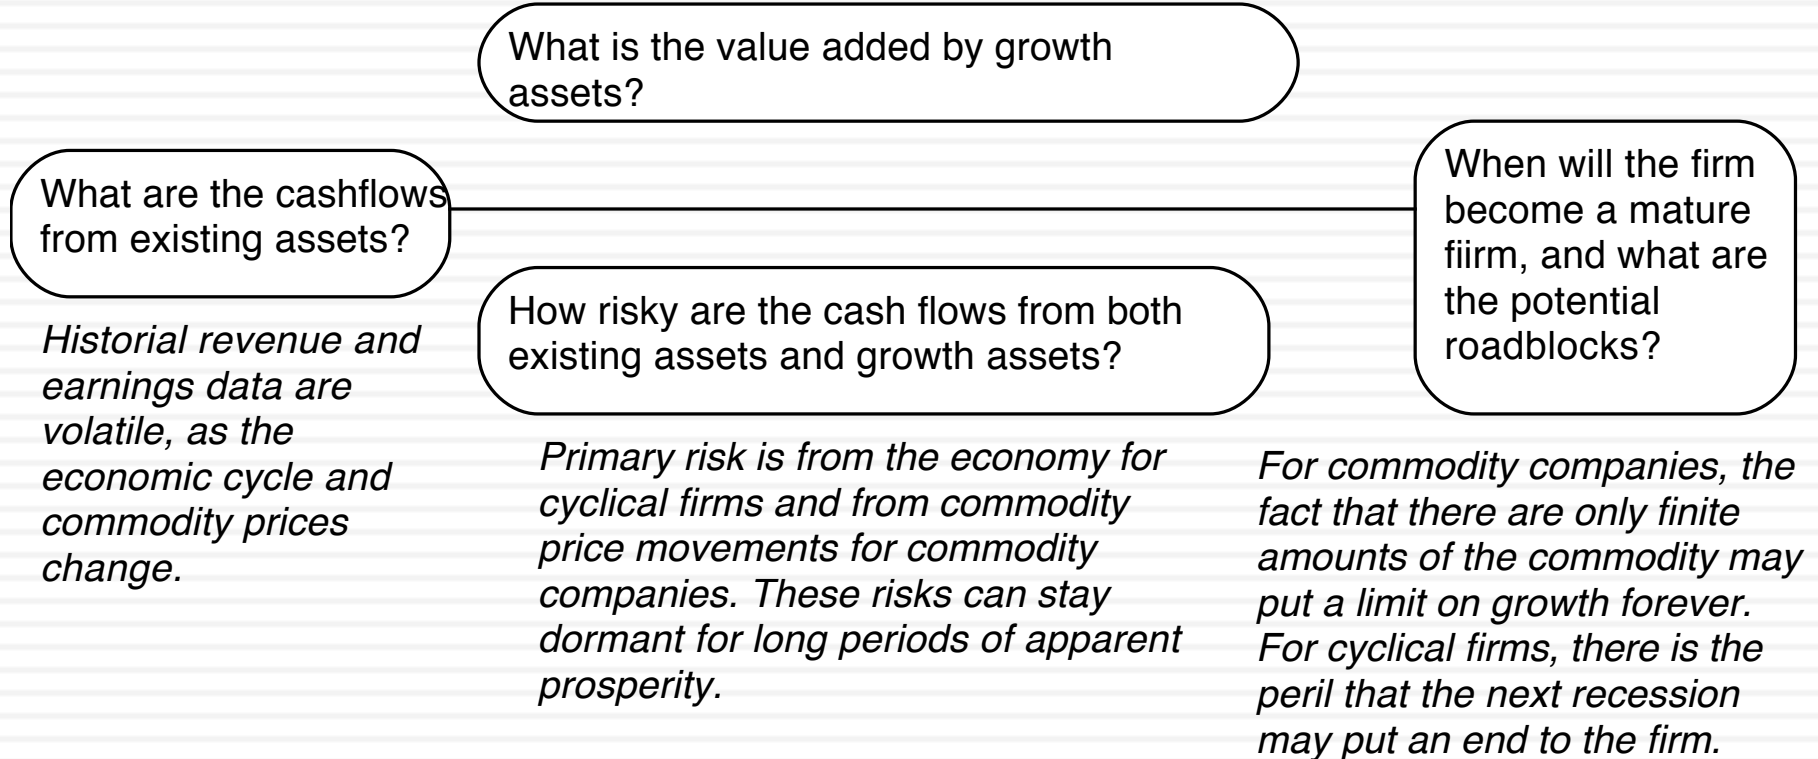 What is the value added by growth
assets?
What are the cashflows
from existing assets?
When will the firm
become a mature
fiirm, and what are
the potential
roadblocks?
How risky are the cash flows from both
existing assets and growth assets?
Historial revenue and
earnings data are
volatile, as the
economic cycle and
commodity prices
change.
Primary risk is from the economy for
cyclical firms and from commodity
price movements for commodity
companies. These risks can stay
dormant for long periods of apparent
prosperity.
For commodity companies, the
fact that there are only finite
amounts of the commodity may
put a limit on growth forever.
For cyclical firms, there is the
peril that the next recession
may put an end to the firm.